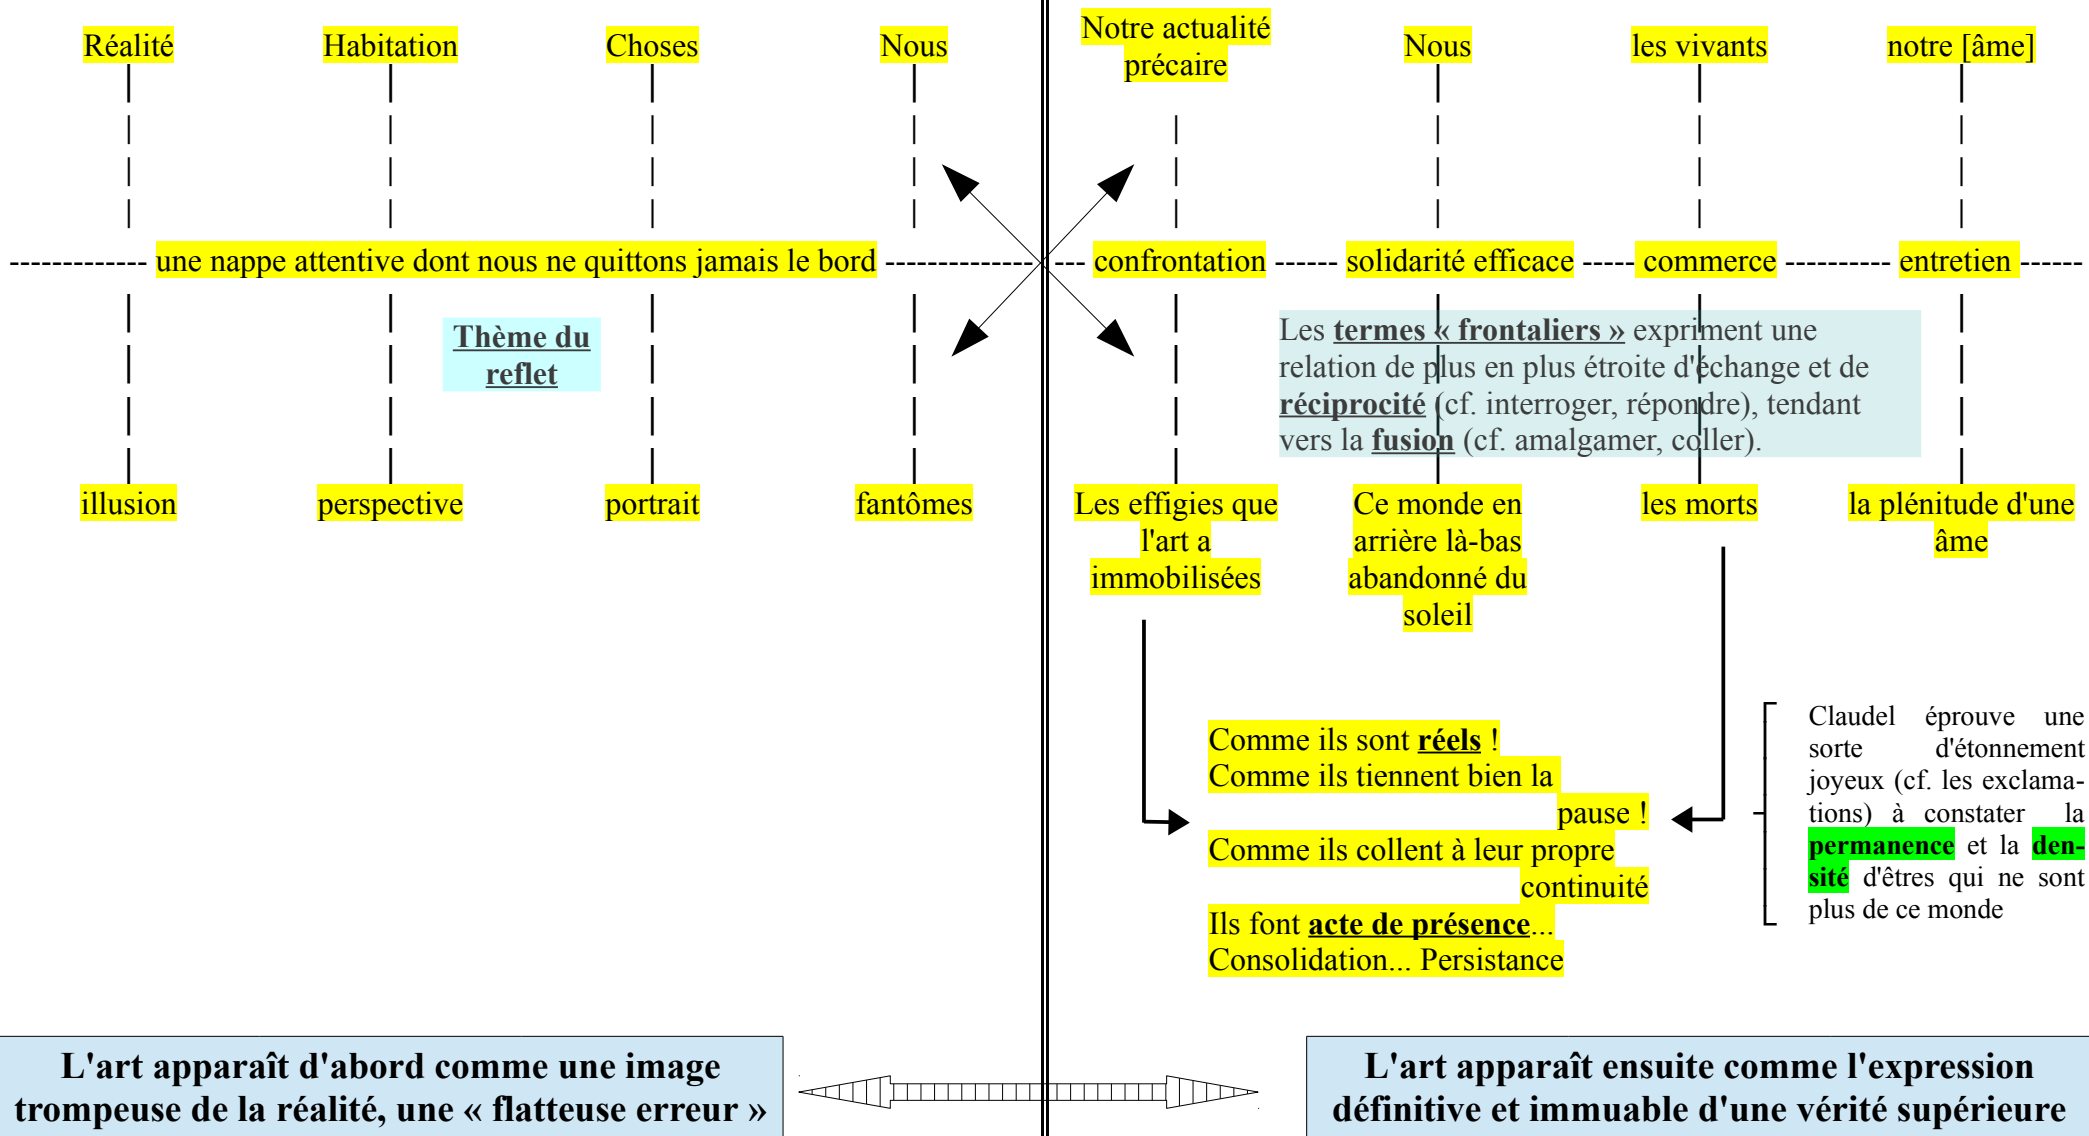 Réalité
Habitation
Choses
Nous
une nappe attentive dont nous ne quittons jamais le bord
Thème du
reflet
illusion
perspective
portrait
fantômes
Notre actualité
précaire
Nous
les vivants
notre [âme]
confrontation
solidarité efficace
commerce
entretien
Les termes « frontaliers » expriment une
relation de plus en plus étroite d'échange et de
réciprocité (cf. interroger, répondre), tendant
vers la fusion (cf. amalgamer, coller).
Les effigies que
l'art a
immobilisées
Ce monde en
arrière là-bas
abandonné du
soleil
les morts
la plénitude d'une
âme
Comme ils sont réels !
Comme ils tiennent bien la
pause !
Comme ils collent à leur propre
continuité
Ils font acte de présence...
Consolidation... Persistance
Claudel éprouve une
sorte d'étonnement
joyeux (cf. les exclama-
tions) à constater la
permanence et la den-
sité d'êtres qui ne sont
plus de ce monde
L'art apparaît d'abord comme une image
trompeuse de la réalité, une « flatteuse erreur »
L'art apparaît ensuite comme l'expression
définitive et immuable d'une vérité supérieure